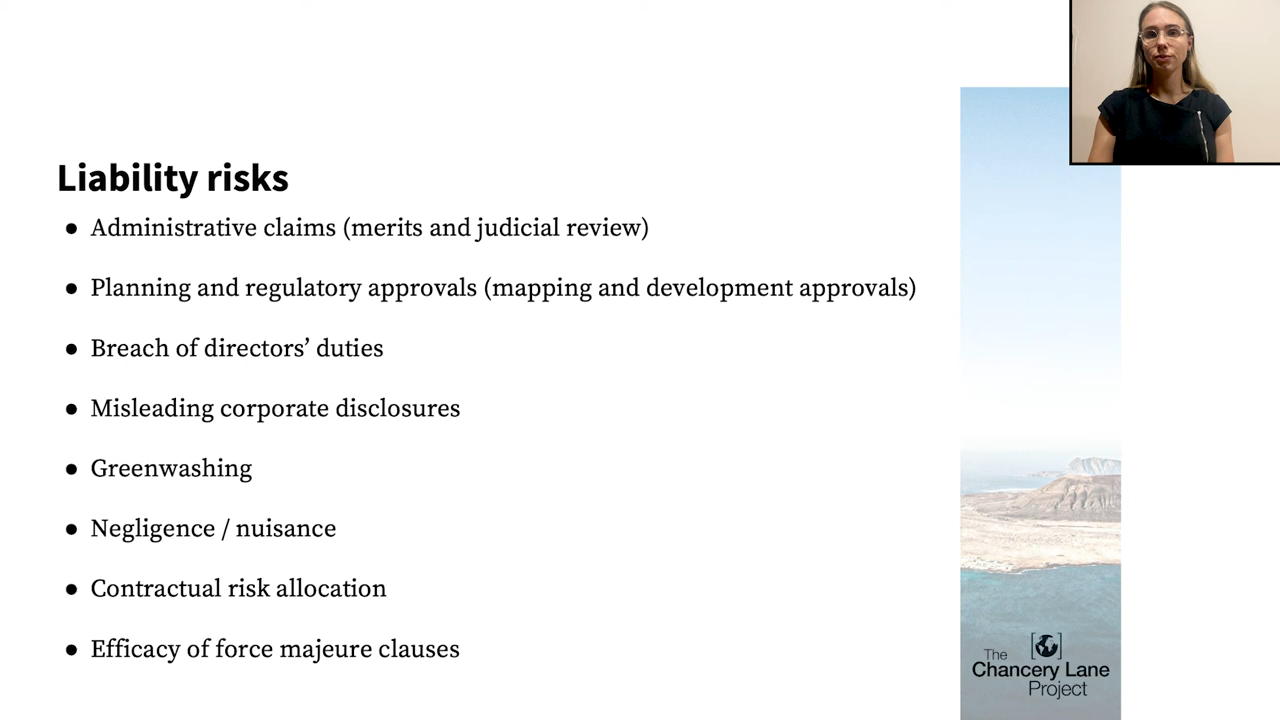 Liability risks
● Administrative claims (merits and judicial review)
● Planning and regulatory approvals (mapping and development approvals)
● Breach of directors’ duties
● Misleading corporate disclosures
● Greenwashing
● Negligence / nuisance
● Contractual risk allocation
● Efficacy of force majeure clauses
The
Chancery Lane
Project